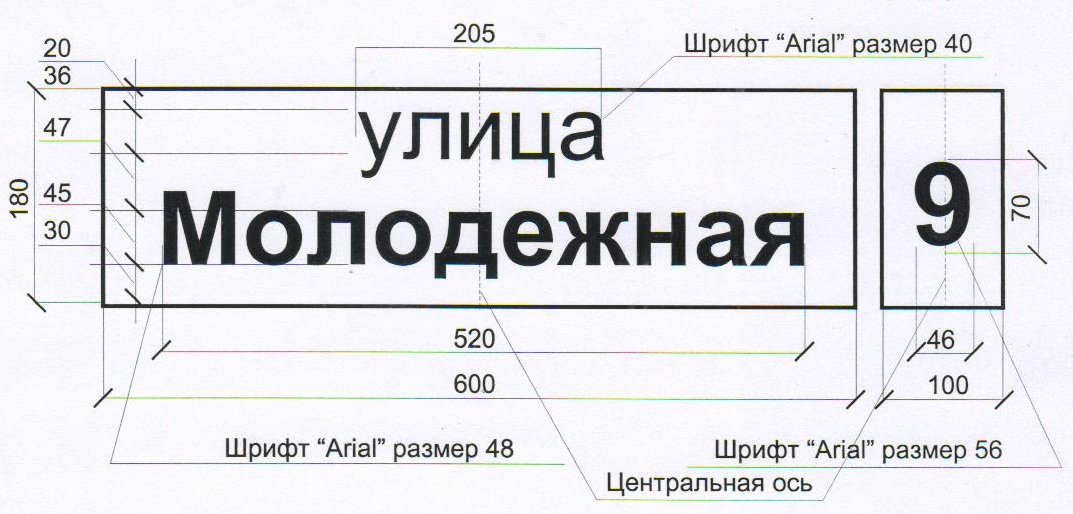 205
Шрифт “Arial” размер 40
20
36
47
180
45
30
улица
Молодежная
9
70
520
46
600
100
Шрифт “Arial” размер 48
Шрифт “Arial” размер 56
Центральная ось